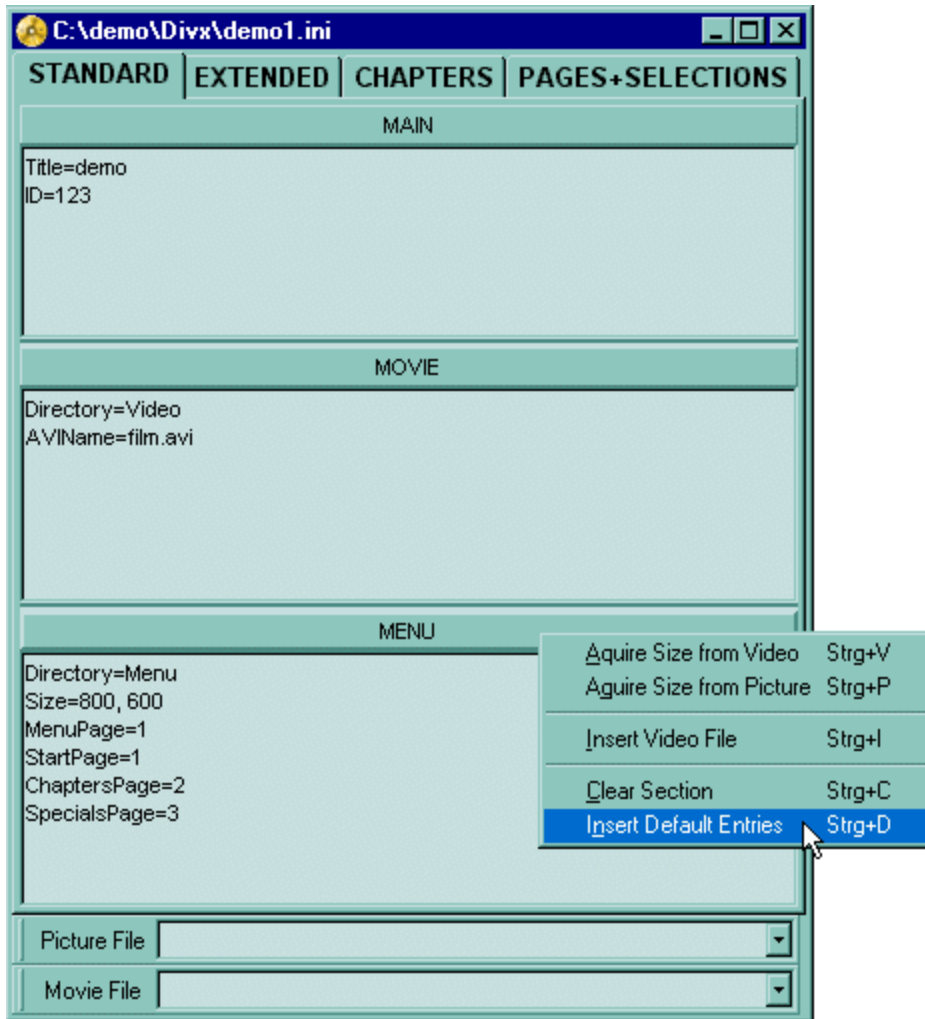 C:\demo\Divx\demo1.ini
STANDARD EXTENDED CHAPTERS PAGES+SELECTIONS
MAIN
Title=demo
ID=123
MOVIE
Directory=Video
AVIName=film.avi
MENU
Directory=Menu
Size=800, 600
MenuPage=1
StartPage=1
ChaptersPage=2
SpecialsPage=3
Aquire Size from Video Strg+V
Aquire Size from Picture Strg+P
Insert Video File Strg+I
Clear Section Strg+C
Insert Default Entries Strg+D
Picture File
Movie File